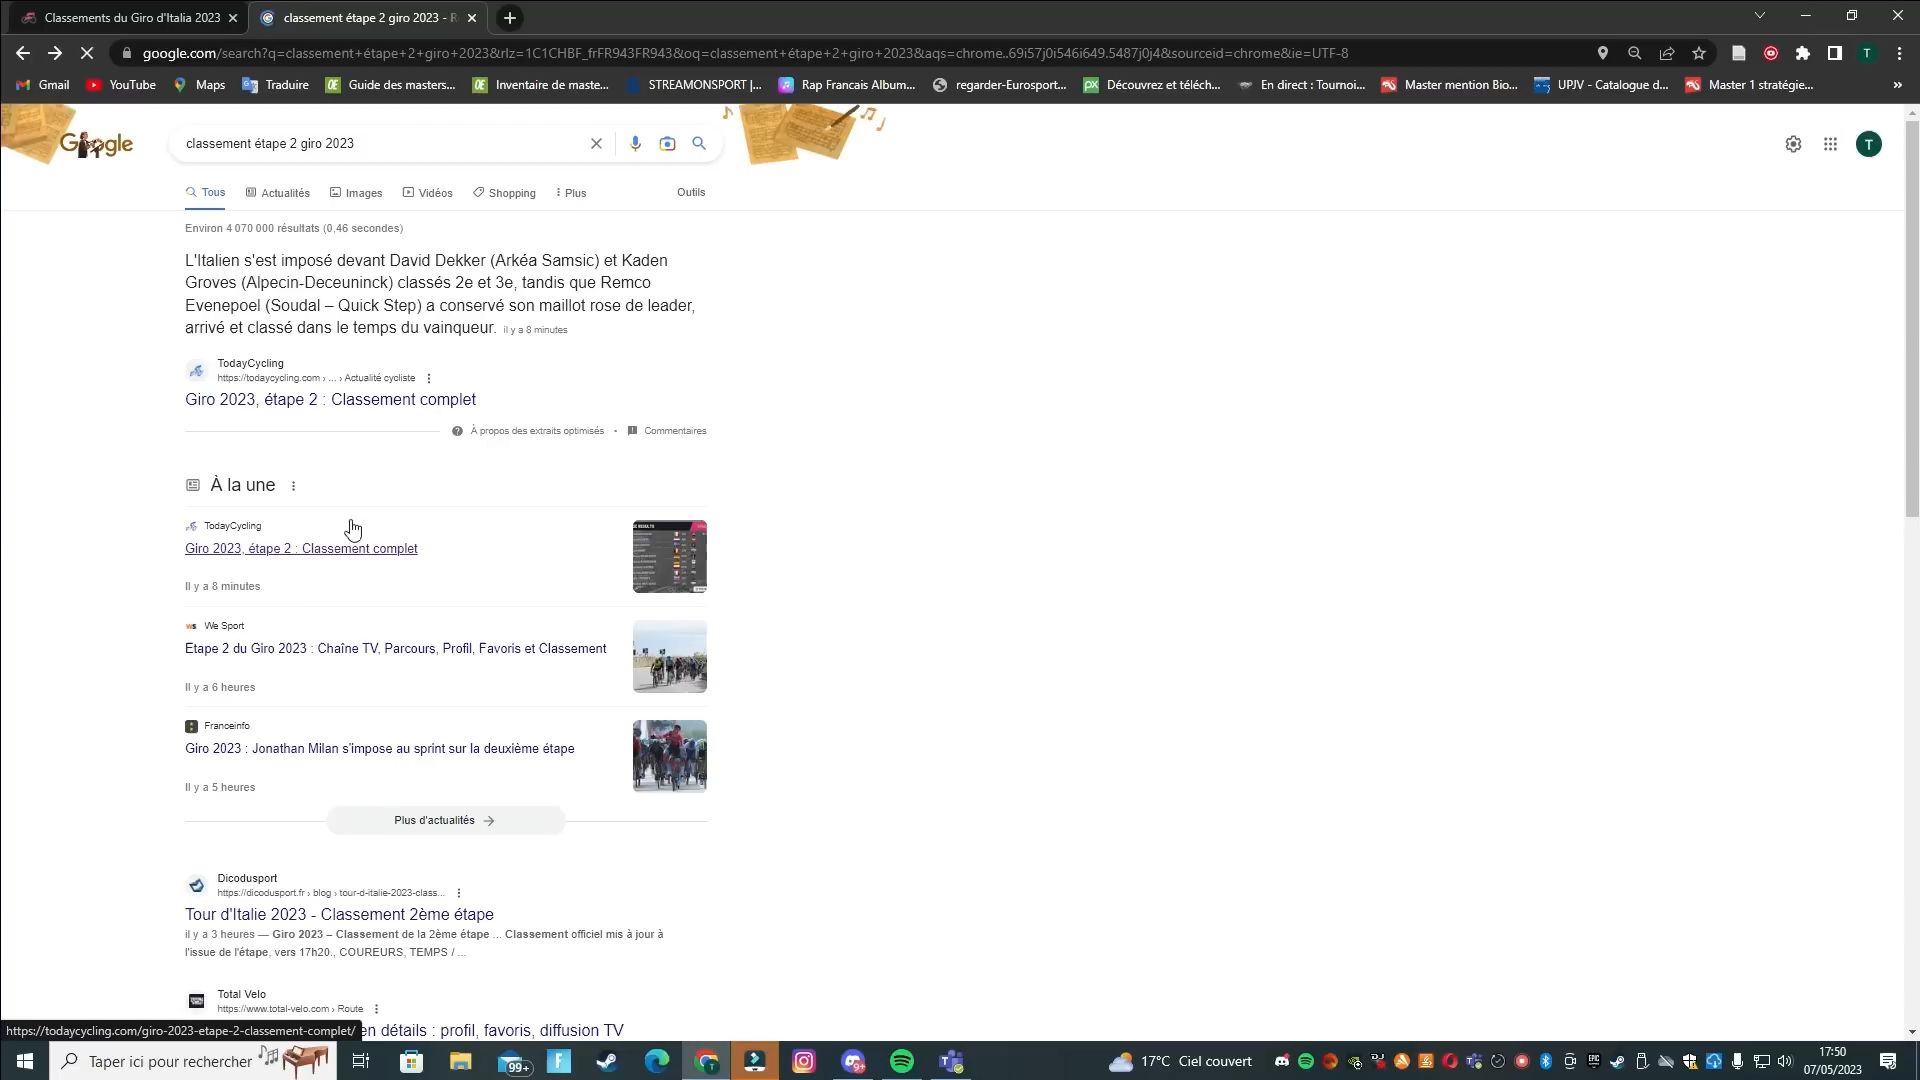 Classements du Giro d'Italia 2023
classement étape 2 giro 2023 - R
google.com/search?q=classement+étape+2+giro+2023&rlz=1C1CHBF_frFR943FR943&oq=classement+étape+2+giro+2023&aqs=chrome..69i57j0i546i649.5487j0j4&sourceid=chrome&ie=UTF-8
T
Gmail YouTube Maps Traduire Guide des masters... Inventaire de maste... STREAMONSPORT |... Rap Francais Album... regarder-Eurosport... Découvrez et téléch... En direct : Tournoi... Master mention Bio... UPJV - Catalogue d... Master 1 stratégie... »
Google
classement étape 2 giro 2023
T
Tous Actualités Images Vidéos Shopping Plus Outils
Environ 4 070 000 résultats (0,46 secondes)
L'Italien s'est imposé devant David Dekker (Arkéa Samsic) et Kaden
Groves (Alpecin-Deceuninck) classés 2e et 3e, tandis que Remco
Evenepoel (Soudal – Quick Step) a conservé son maillot rose de leader,
arrivé et classé dans le temps du vainqueur. il y a 8 minutes
TodayCycling
https://todaycycling.com › ... › Actualité cycliste
Giro 2023, étape 2 : Classement complet
À propos des extraits optimisés • Commentaires
À la une
TodayCycling
Giro 2023, étape 2 : Classement complet
Il y a 8 minutes
We Sport
Etape 2 du Giro 2023 : Chaîne TV, Parcours, Profil, Favoris et Classement
Il y a 6 heures
Franceinfo
Giro 2023 : Jonathan Milan s'impose au sprint sur la deuxième étape
Il y a 5 heures
Plus d'actualités
Dicodusport
https://dicodusport.fr › blog › tour-d-italie-2023-class...
Tour d'Italie 2023 - Classement 2ème étape
il y a 3 heures — Giro 2023 – Classement de la 2ème étape ... Classement officiel mis à jour à
l'issue de l'étape, vers 17h20., COUREURS, TEMPS / ...
Total Velo
https://www.total-velo.com › Route
en détails : profil, favoris, diffusion TV
https://todaycycling.com/giro-2023-etape-2-classement-complet/
Taper ici pour rechercher
99+
17°C Ciel couvert
17:50
07/05/2023